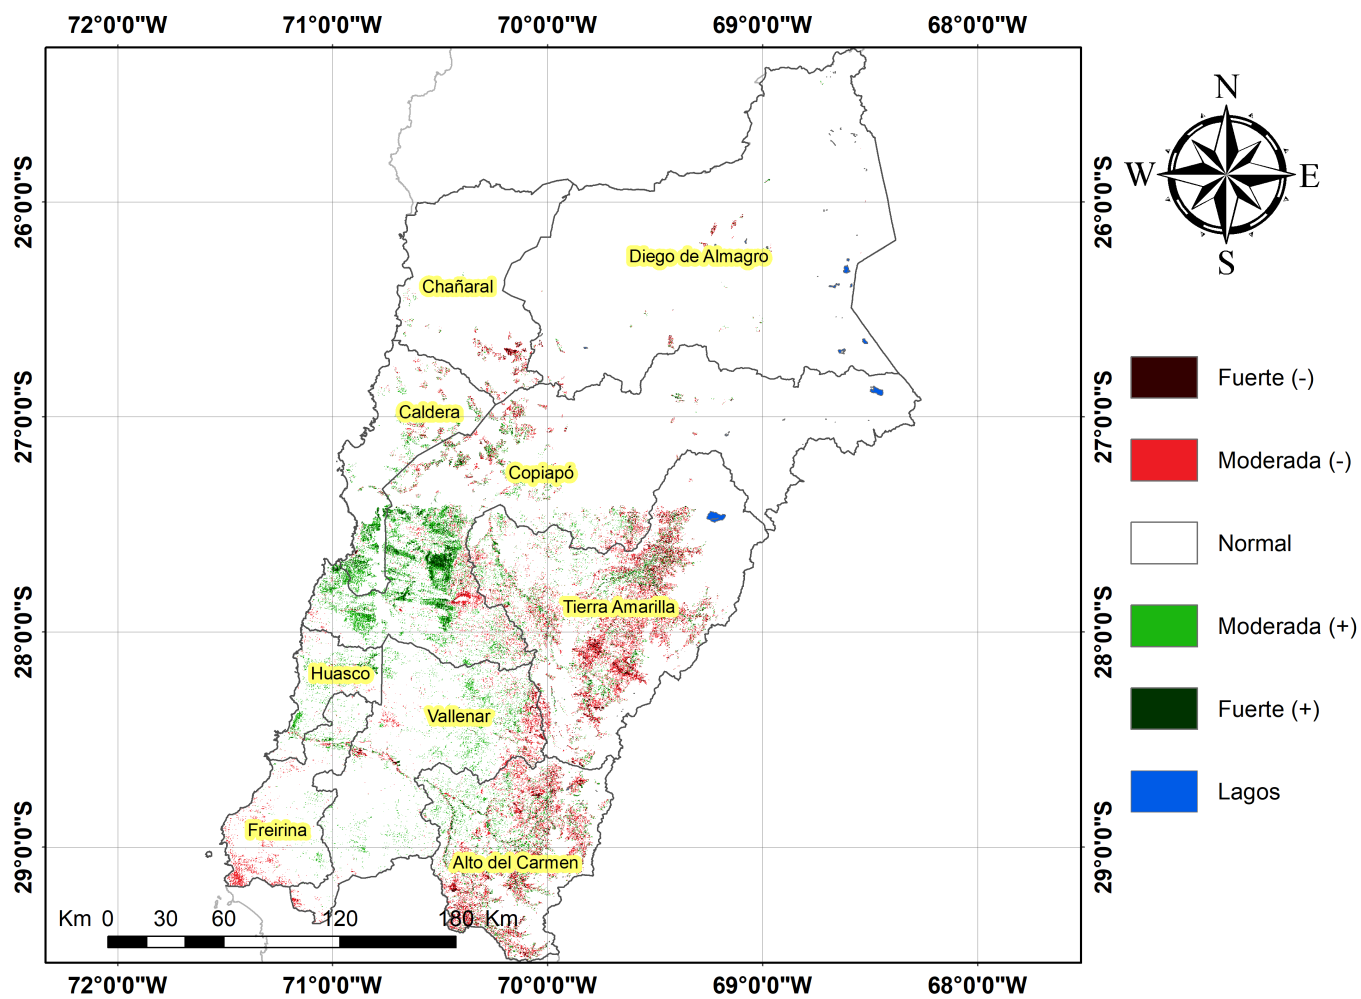 72°0'0"W 71°0'0"W 70°0'0"W 69°0'0"W 68°0'0"W
N
W E
S
26°0'0"S 26°0'0"S
Diego de Almagro
Chañaral
Fuerte (-)
27°0'0"S 27°0'0"S
Caldera
Moderada (-)
Copiapó
Normal
28°0'0"S 28°0'0"S
Tierra Amarilla
Moderada (+)
Huasco
Vallenar
Fuerte (+)
Lagos
29°0'0"S 29°0'0"S
Freirina
Alto del Carmen
Km 0 30 60 120 180 Km
72°0'0"W 71°0'0"W 70°0'0"W 69°0'0"W 68°0'0"W